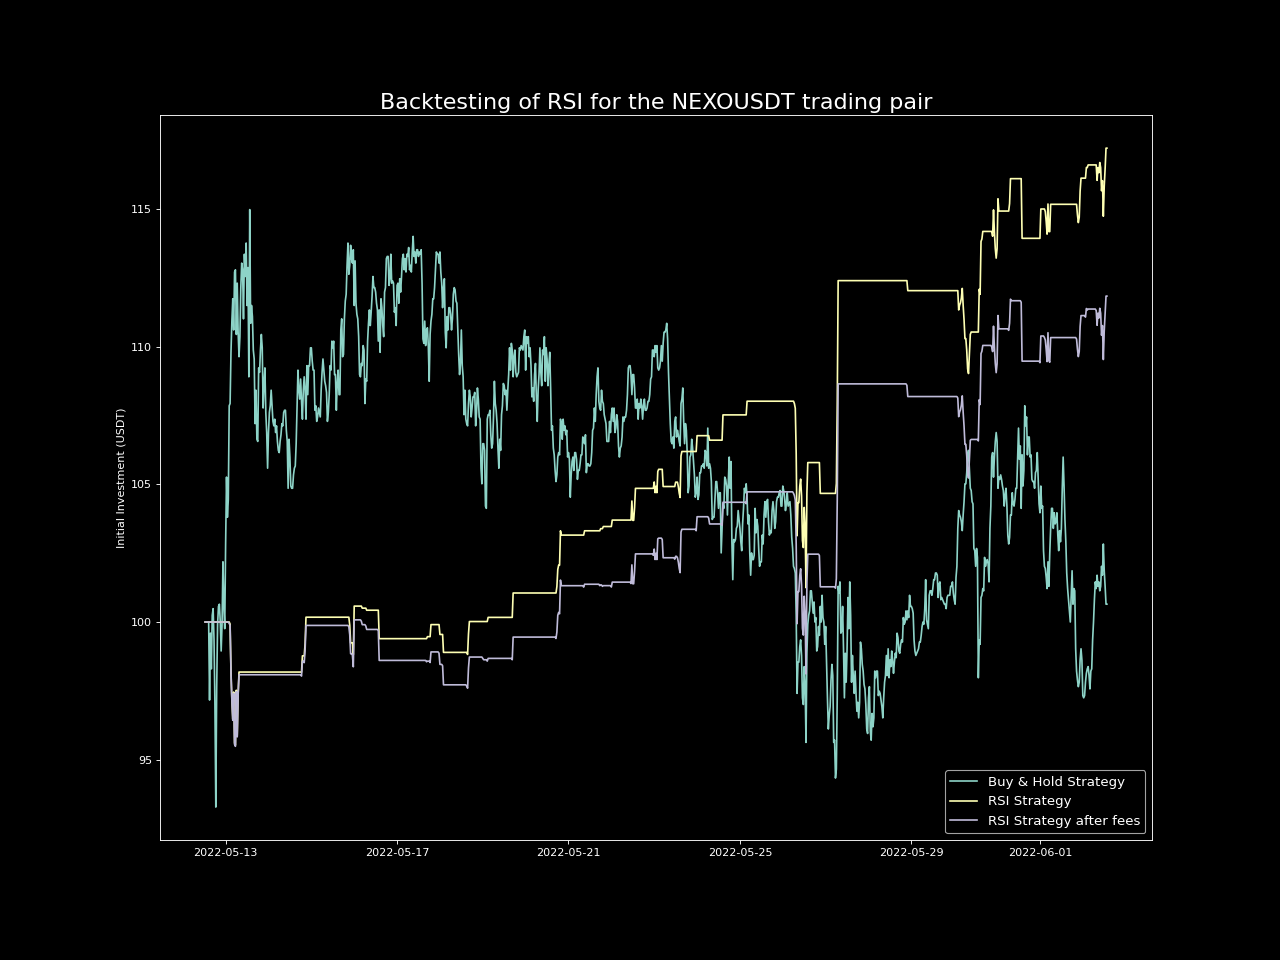 Backtesting of RSI for the NEXOUSDT trading pair
Initial Investment (USDT)
115
110
105
100
95
2022-05-13
2022-05-17
2022-05-21
2022-05-25
2022-05-29
2022-06-01
Buy & Hold Strategy
RSI Strategy
RSI Strategy after fees